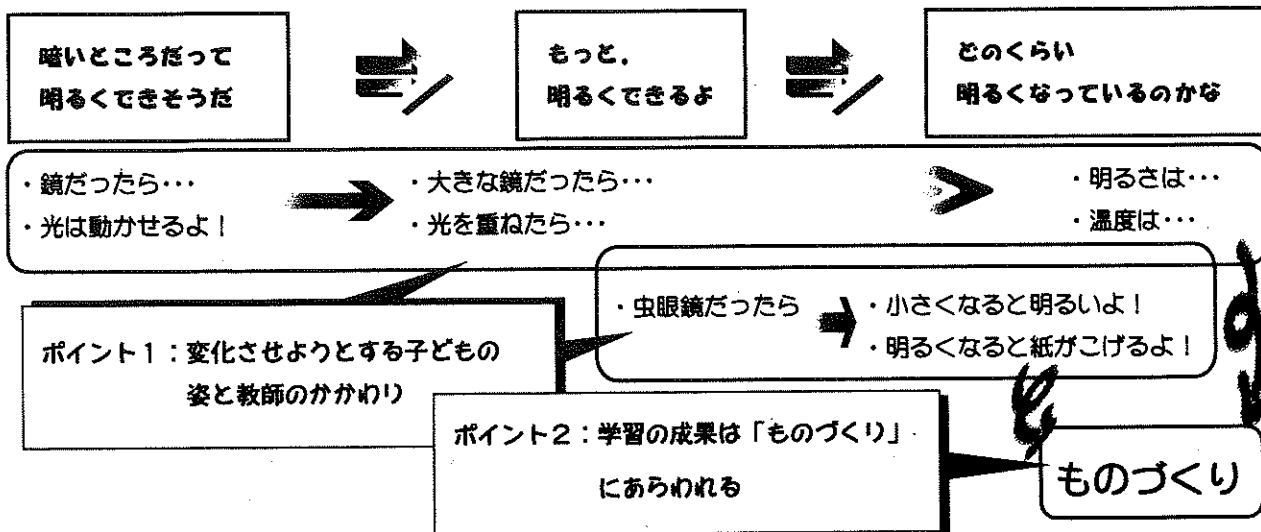 暗いところだって
明るくできそうだ
もっと,
明るくできるよ
どのくらい
明るくなっているのかな
・鏡だったら…
・光は動かせるよ!
・大きな鏡だったら…
・光を重ねたら…
・明るさは…
・温度は…
・虫眼鏡だったら
・小さくなると明るいよ!
・明るくなると紙がこげるよ!
ポイント1:変化させようとする子どもの
姿と教師のかかわり
ポイント2:学習の成果は「ものづくり」
にあらわれる
ものづくり